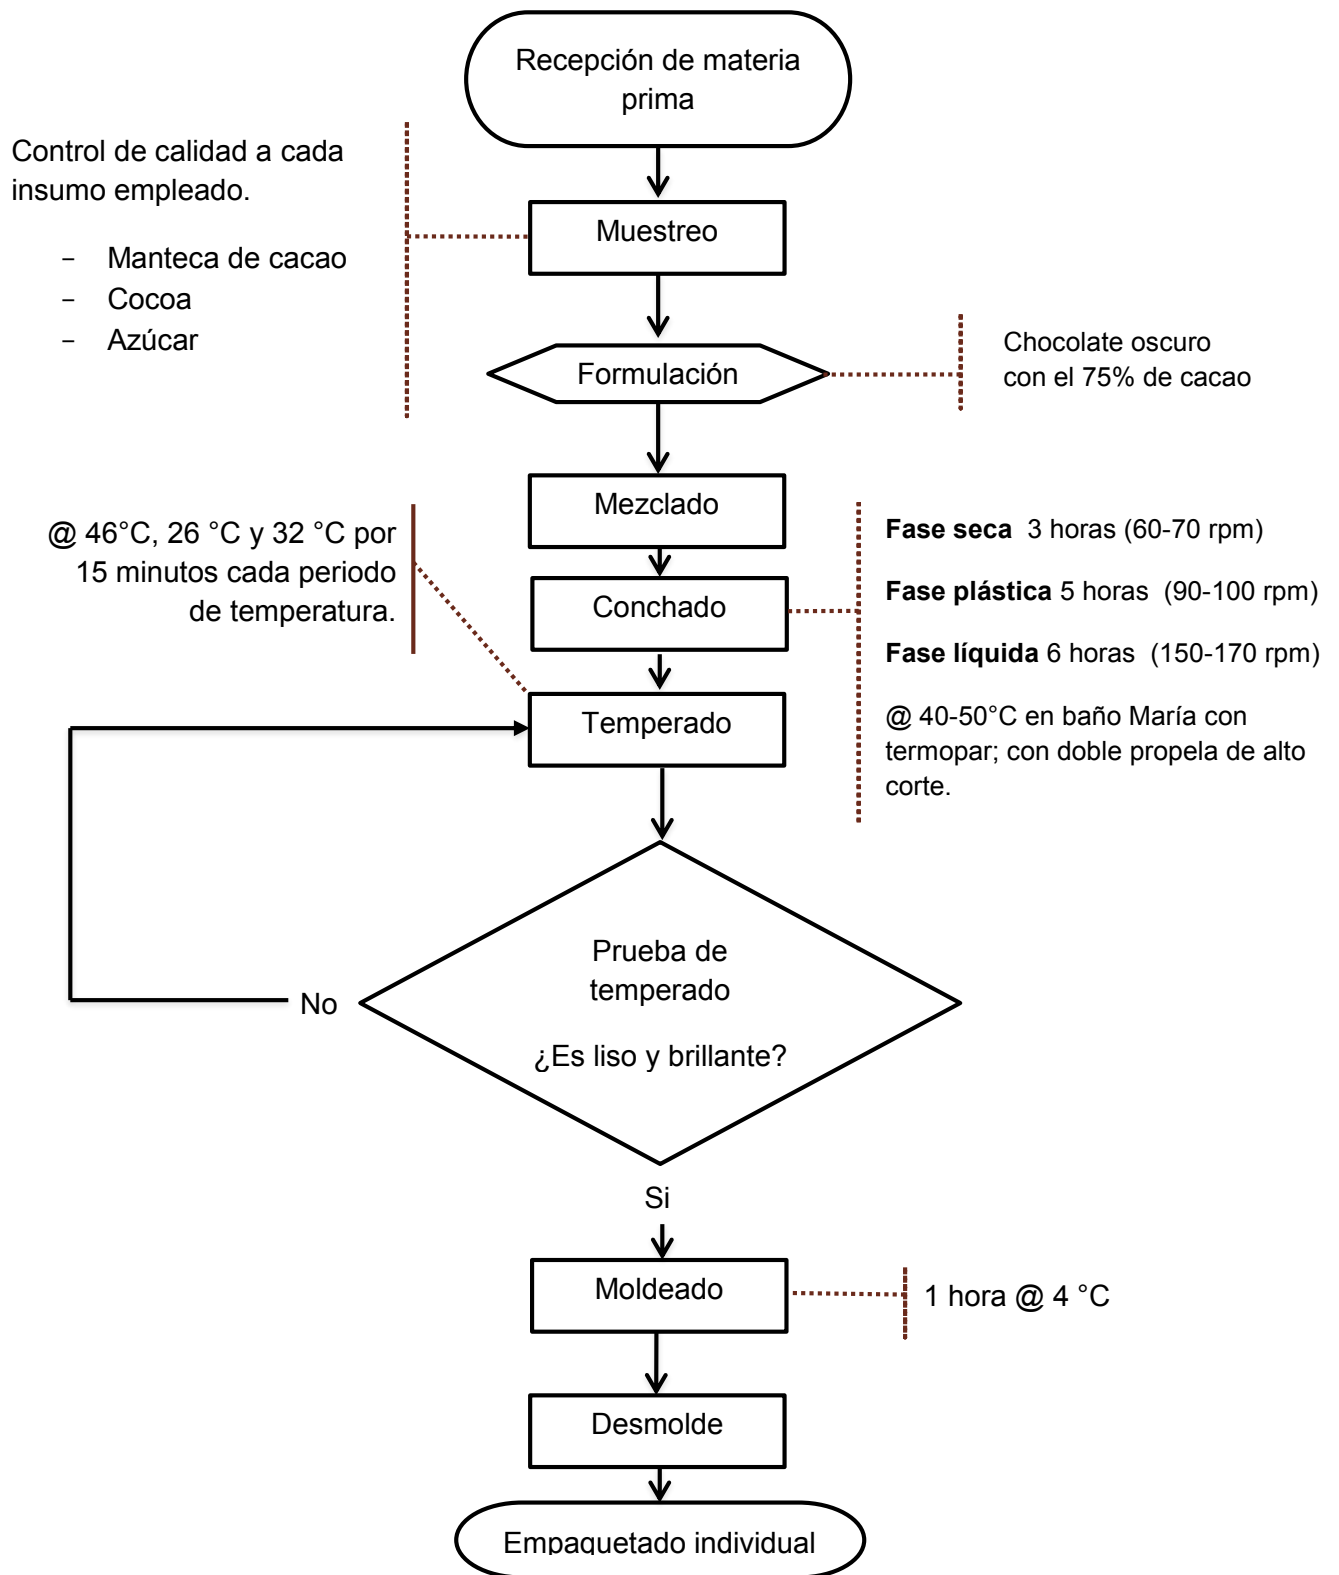 Recepción de materia
prima
Control de calidad a cada
insumo empleado.
- Manteca de cacao
- Cocoa
- Azúcar
Muestreo
Formulación
Chocolate oscuro
con el 75% de cacao
Mezclado
@ 46°C, 26 °C y 32 °C por
15 minutos cada periodo
de temperatura.
Conchado
Fase seca 3 horas (60-70 rpm)
Fase plástica 5 horas (90-100 rpm)
Fase líquida 6 horas (150-170 rpm)
@ 40-50°C en baño María con
termopar; con doble propela de alto
corte.
Temperado
Prueba de
temperado
¿Es liso y brillante?
No
Si
Moldeado
1 hora @ 4 °C
Desmolde
Empaquetado individual